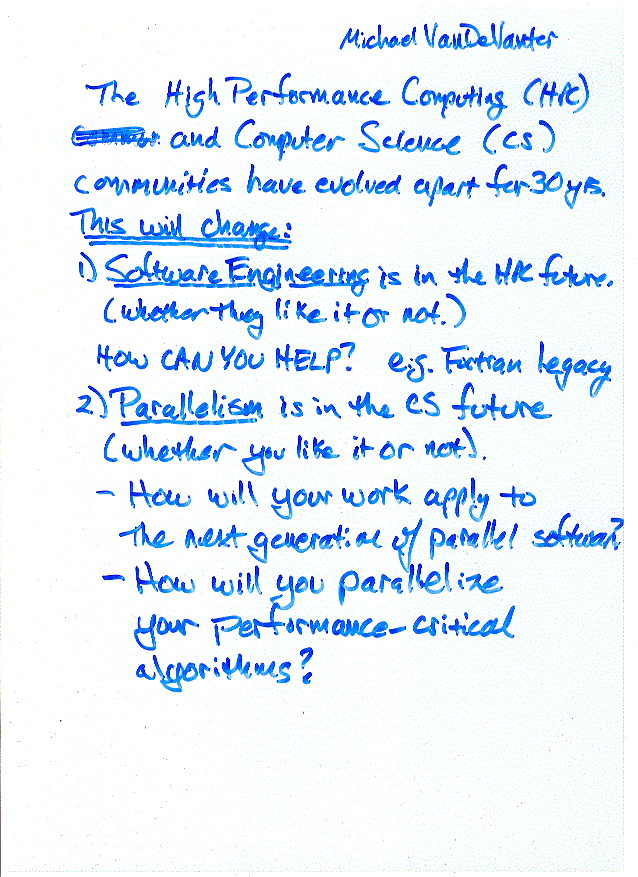 Michael VanDeVanter
The High Performance Computing (HPC)
and Computer Science (CS)
communities have evolved apart for 30 yrs.
This will change:
1) Software Engineering is in the HPC future.
(whether they like it or not.)
HOW CAN YOU HELP? e.g. Fortran Legacy
2) Parallelism is in the CS future
(whether you like it or not).
- How will your work apply to
the next generation of parallel software?
- How will you parallelize
your performance-critical
algorithms?